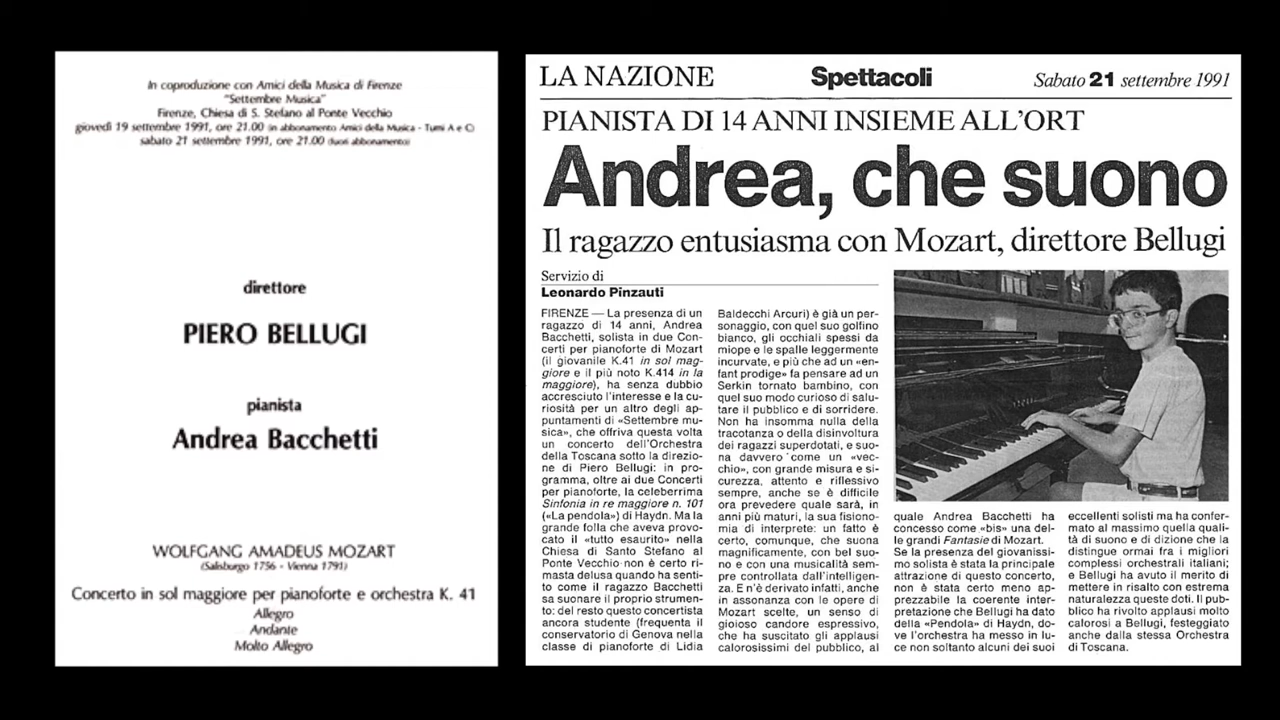 In coproduzione con Amici della Musica di Firenze
"Settembre Musica"
Firenze, Chiesa di S. Stefano al Ponte Vecchio
giovedì 19 settembre 1991, ore 21.00 (in abbonamento Amici della Musica - Turni A e C)
sabato 21 settembre 1991, ore 21.00 (fuori abbonamento)
direttore
PIERO BELLUGI
pianista
Andrea Bacchetti
WOLFGANG AMADEUS MOZART
(Salisburgo 1756 - Vienna 1791)
Concerto in sol maggiore per pianoforte e orchestra K. 41
Allegro
Andante
Molto Allegro
LA NAZIONE Spettacoli Sabato 21 settembre 1991
PIANISTA DI 14 ANNI INSIEME ALL'ORT
Andrea, che suono
Il ragazzo entusiasma con Mozart, direttore Bellugi
Servizio di
Leonardo Pinzauti
FIRENZE — La presenza di un
ragazzo di 14 anni, Andrea
Bacchetti, solista in due Con-
certi per pianoforte di Mozart
(il giovanile K.41 in sol mag-
giore e il più noto K.414 in la
maggiore), ha senza dubbio
accresciuto l'interesse e la cu-
riosità per un altro degli ap-
puntamenti di «Settembre mu-
sica», che offriva questa volta
un concerto dell'Orchestra
della Toscana sotto la direzio-
ne di Piero Bellugi: in pro-
gramma, oltre ai due Concerti
per pianoforte, la celeberrima
Sinfonia in re maggiore n. 101
(«La pendola») di Haydn. Ma la
grande folla che aveva provo-
cato il «tutto esaurito» nella
Chiesa di Santo Stefano al
Ponte Vecchio non è certo ri-
masta delusa quando ha senti-
to come il ragazzo Bacchetti
sa suonare il proprio strumen-
to: del resto questo concertista
ancora studente (frequenta il
conservatorio di Genova nella
classe di pianoforte di Lidia
Baldecchi Arcuri) è già un per-
sonaggio, con quel suo golfino
bianco, gli occhiali spessi da
miope e le spalle leggermente
incurvate, e più che ad un «en-
fant prodige» fa pensare ad un
Serkin tornato bambino, con
quel suo modo curioso di salu-
tare il pubblico e di sorridere.
Non ha insomma nulla della
tracotanza o della disinvoltura
dei ragazzi superdotati, e suo-
na davvero come un «vec-
chio», con grande misura e si-
curezza, attento e riflessivo
sempre, anche se è difficile
ora prevedere quale sarà, in
anni più maturi, la sua fisiono-
mia di interprete: un fatto è
certo, comunque, che suona
magnificamente, con bel suo-
no e con una musicalità sem-
pre controllata dall'intelligen-
za. E n'è derivato infatti, anche
in assonanza con le opere di
Mozart scelte, un senso di
gioioso candore espressivo,
che ha suscitato gli applausi
calorosissimi del pubblico, al
quale Andrea Bacchetti ha
concesso come «bis» una del-
le grandi Fantasie di Mozart.
Se la presenza del giovanissi-
mo solista è stata la principale
attrazione di questo concerto,
non è stata certo meno ap-
prezzabile la coerente inter-
pretazione che Bellugi ha dato
della «Pendola» di Haydn, do-
ve l'orchestra ha messo in lu-
ce non soltanto alcuni dei suoi
eccellenti solisti ma ha confer-
mato al massimo quella quali-
tà di suono e di dizione che la
distingue ormai fra i migliori
complessi orchestrali italiani;
e Bellugi ha avuto il merito di
mettere in risalto con estrema
naturalezza queste doti. Il pub-
blico ha rivolto applausi molto
calorosi a Bellugi, festeggiato
anche dalla stessa Orchestra
di Toscana.